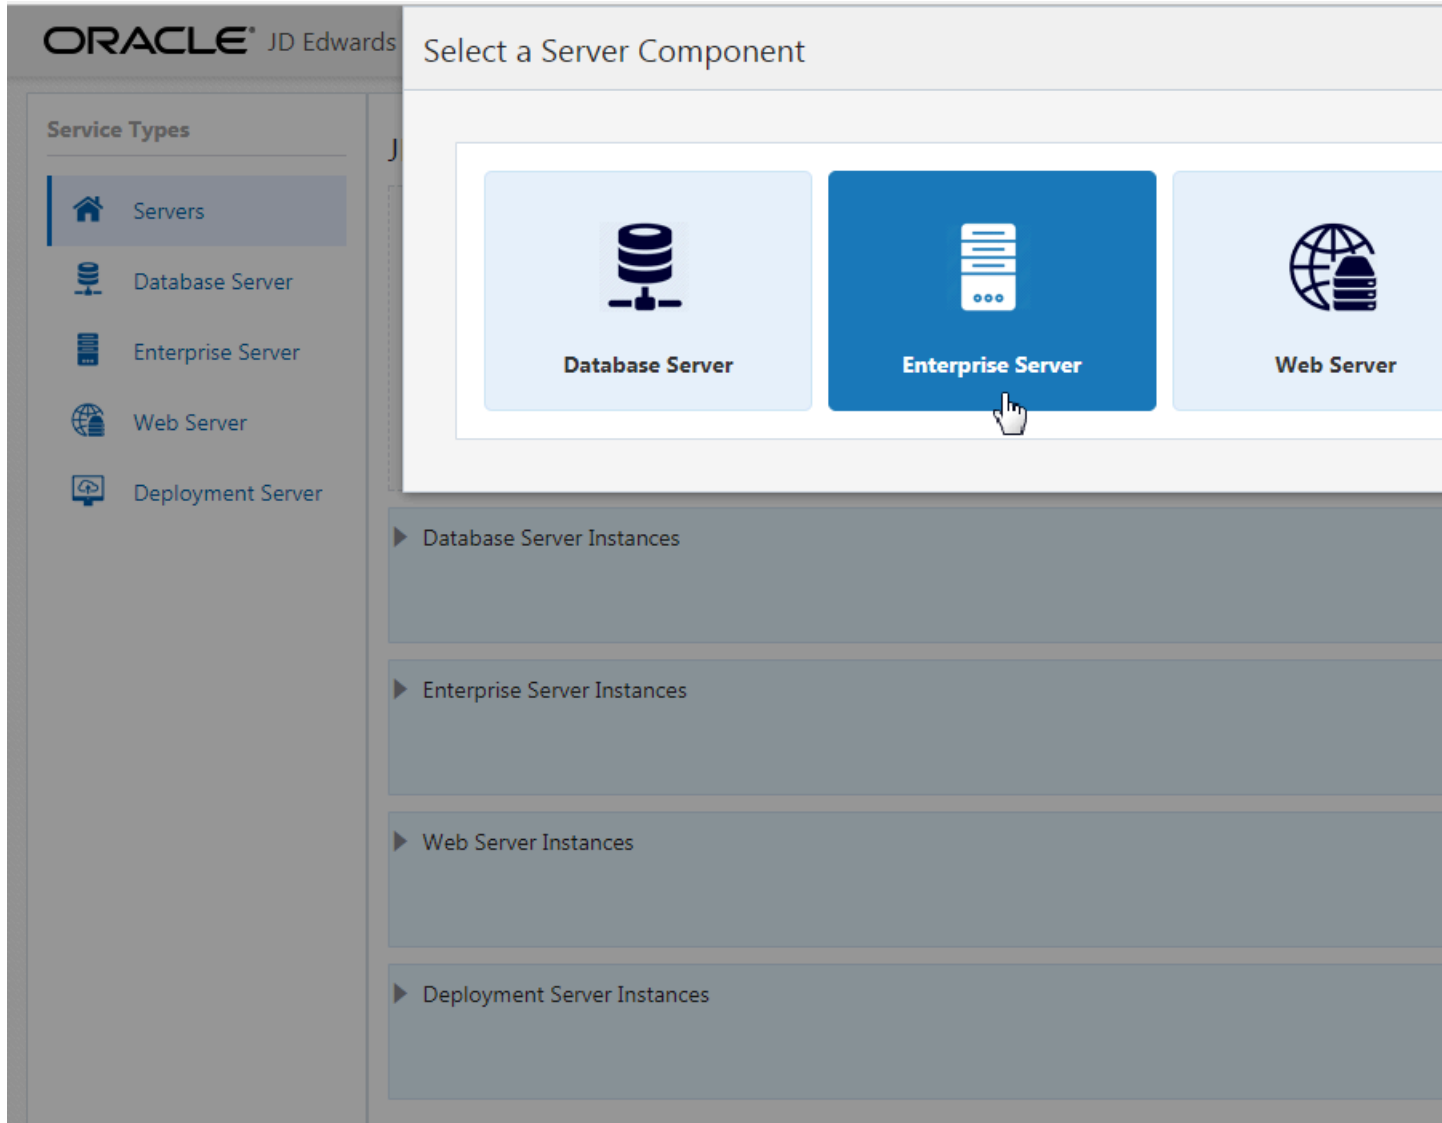 ORACLE® JD Edwards
Select a Server Component
Service Types
Servers
Database Server
Enterprise Server
Web Server
Deployment Server
J
Database Server
Enterprise Server
Web Server
Database Server Instances
Enterprise Server Instances
Web Server Instances
Deployment Server Instances